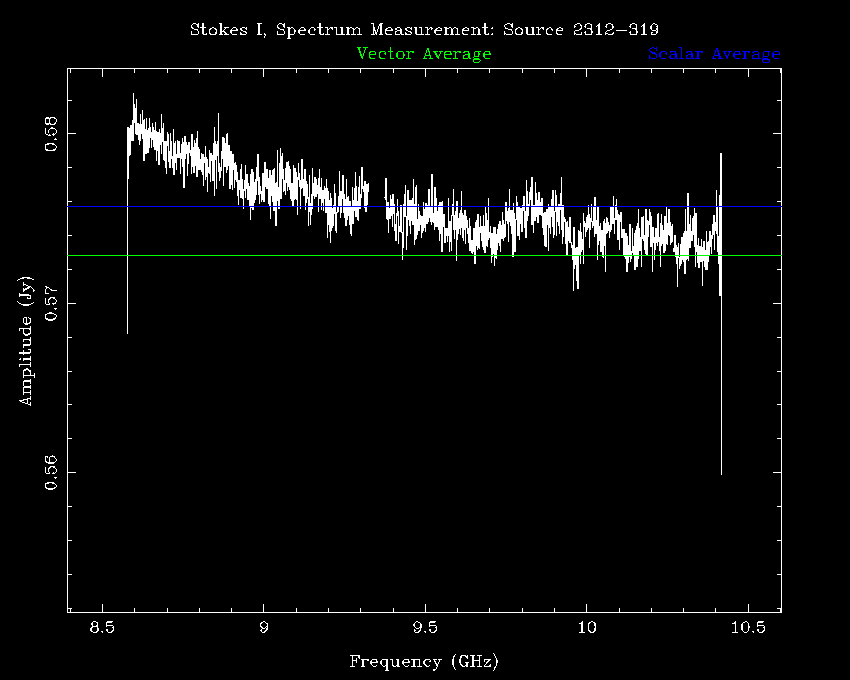 Stokes I, Spectrum Measurement: Source 2312−319
Vector Average
Scalar Average
0.58
0.57
0.56
Amplitude (Jy)
8.5
9
9.5
10
10.5
Frequency (GHz)